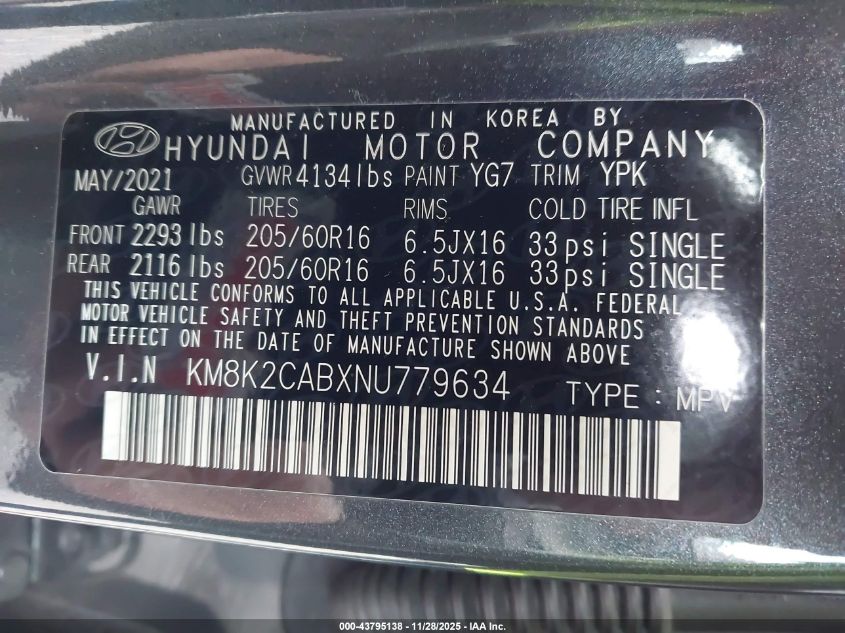 MANUFACTURED IN KOREA BY
HYUNDAI MOTOR COMPANY
MAY/2021 GVWR 4134lbs PAINT YG7 TRIM YPK
GAWR TIRES RIMS COLD TIRE INFL
FRONT 2293 lbs 205/60R16 6.5JX16 33psi SINGLE
REAR 2116 lbs 205/60R16 6.5JX16 33psi SINGLE
THIS VEHICLE CONFORMS TO ALL APPLICABLE U.S.A. FEDERAL
MOTOR VEHICLE SAFETY AND THEFT PREVENTION STANDARDS
IN EFFECT ON THE DATE OF MANUFACTURE SHOWN ABOVE
V.I.N KM8K2CABXNU779634 TYPE : MPV
000-43795138 - 11/28/2025 - IAA Inc.